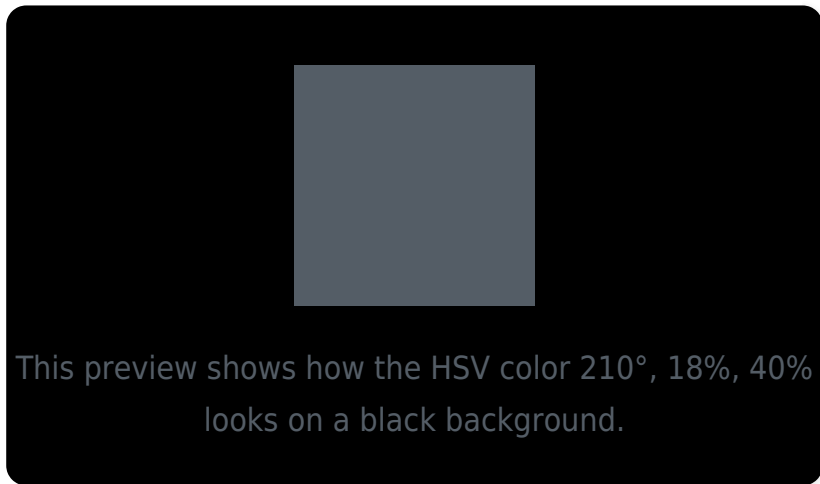 This preview shows how the HSV color 210°, 18%, 40%
looks on a black background.